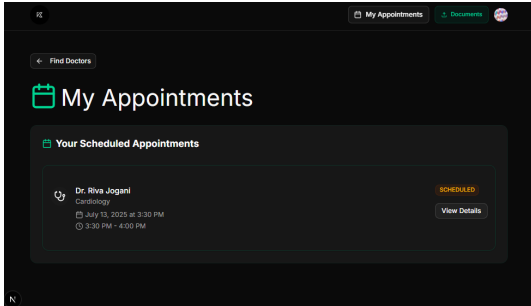 My Appointments
Documents
Find Doctors
My Appointments
Your Scheduled Appointments
Dr. Riva Jogani
SCHEDULED
Cardiology
View Details
July 13, 2025 at 3:30 PM
3:30 PM - 4:00 PM
N